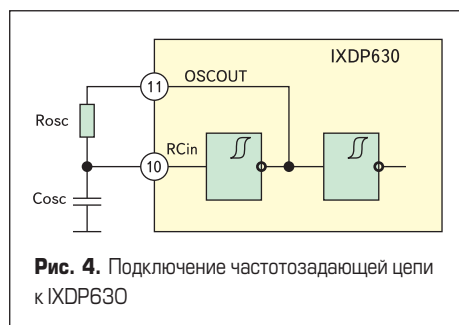 IXDP630
11
OSCOUT
Rosc
10
RCin
Cosc
Рис. 4. Подключение частотозадающей цепи
к IXDP630